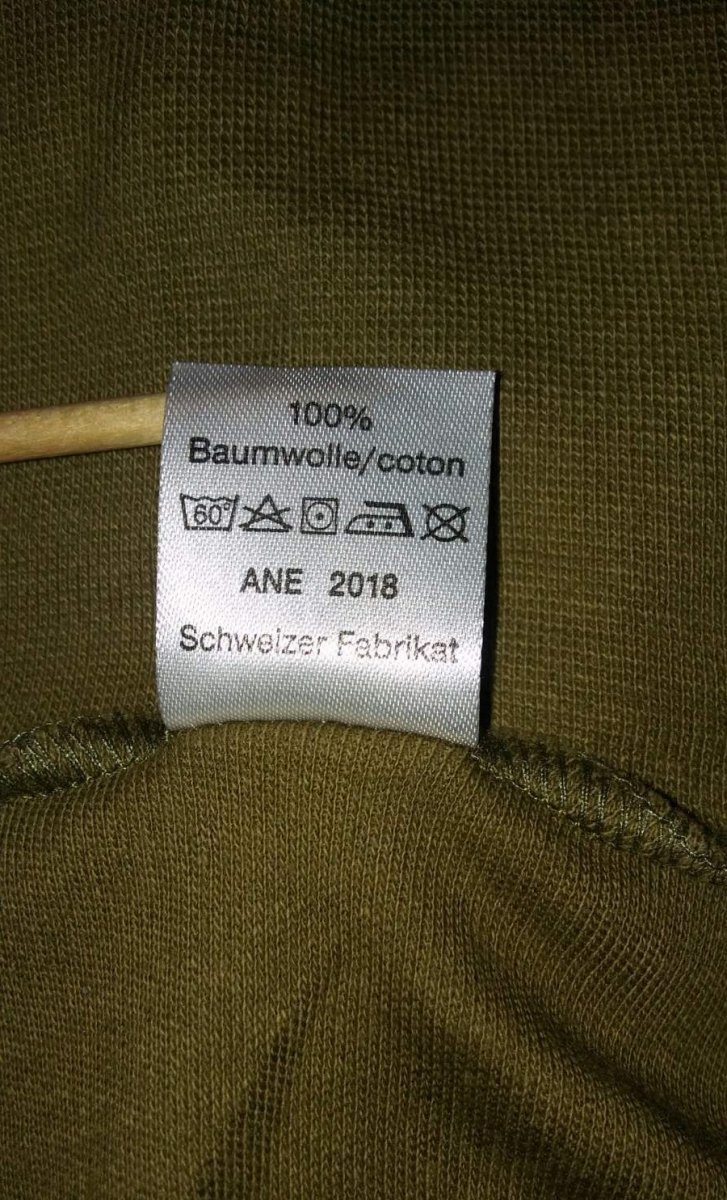 100%
Baumwolle/coton
60°
ANE 2018
Schweizer Fabrikat